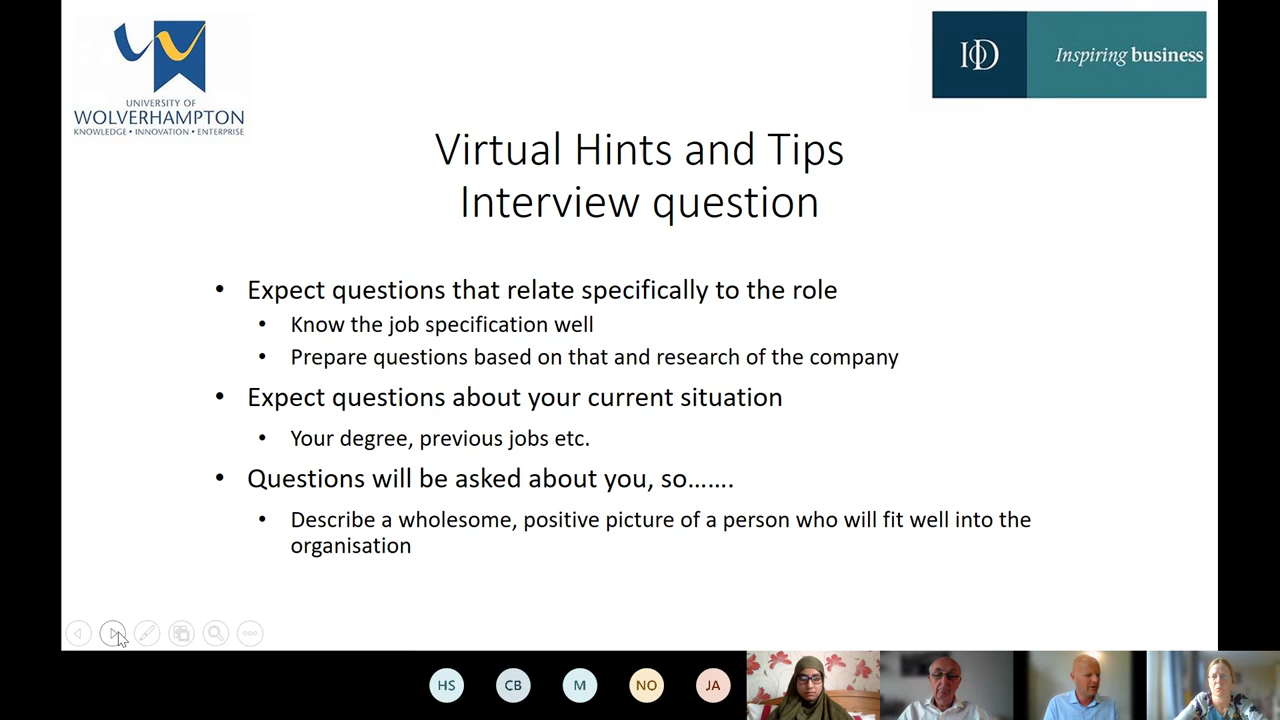 UNIVERSITY OF
WOLVERHAMPTON
KNOWLEDGE • INNOVATION • ENTERPRISE
IOD
Inspiring business
Virtual Hints and Tips
Interview question
• Expect questions that relate specifically to the role
• Know the job specification well
• Prepare questions based on that and research of the company
• Expect questions about your current situation
• Your degree, previous jobs etc.
• Questions will be asked about you, so.......
• Describe a wholesome, positive picture of a person who will fit well into the
organisation
HS CB M NO JA